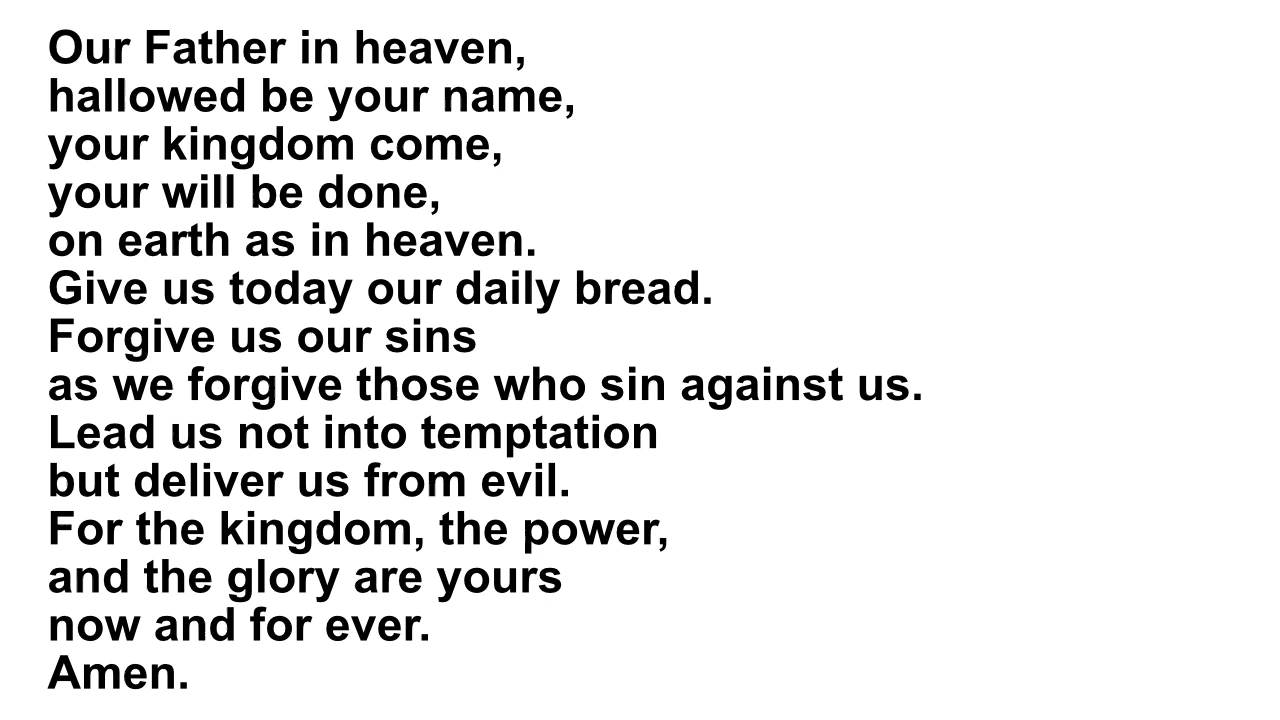 Our Father in heaven,
hallowed be your name,
your kingdom come,
your will be done,
on earth as in heaven.
Give us today our daily bread.
Forgive us our sins
as we forgive those who sin against us.
Lead us not into temptation
but deliver us from evil.
For the kingdom, the power,
and the glory are yours
now and for ever.
Amen.